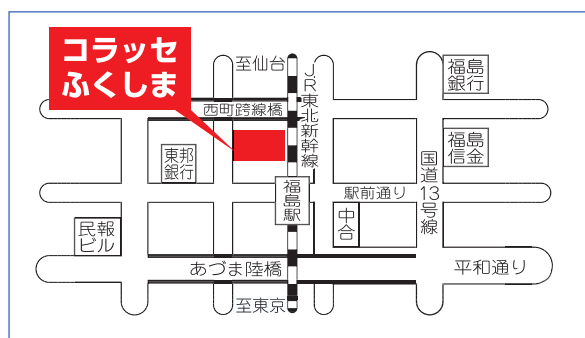 コラッセ
ふくしま
至仙台
JR東北新幹線
福島
銀行
西町跨線橋
東邦
銀行
福島
信金
国道13号線
福島駅
駅前通り
中合
民報
ビル
あづま陸橋
平和通り
至東京